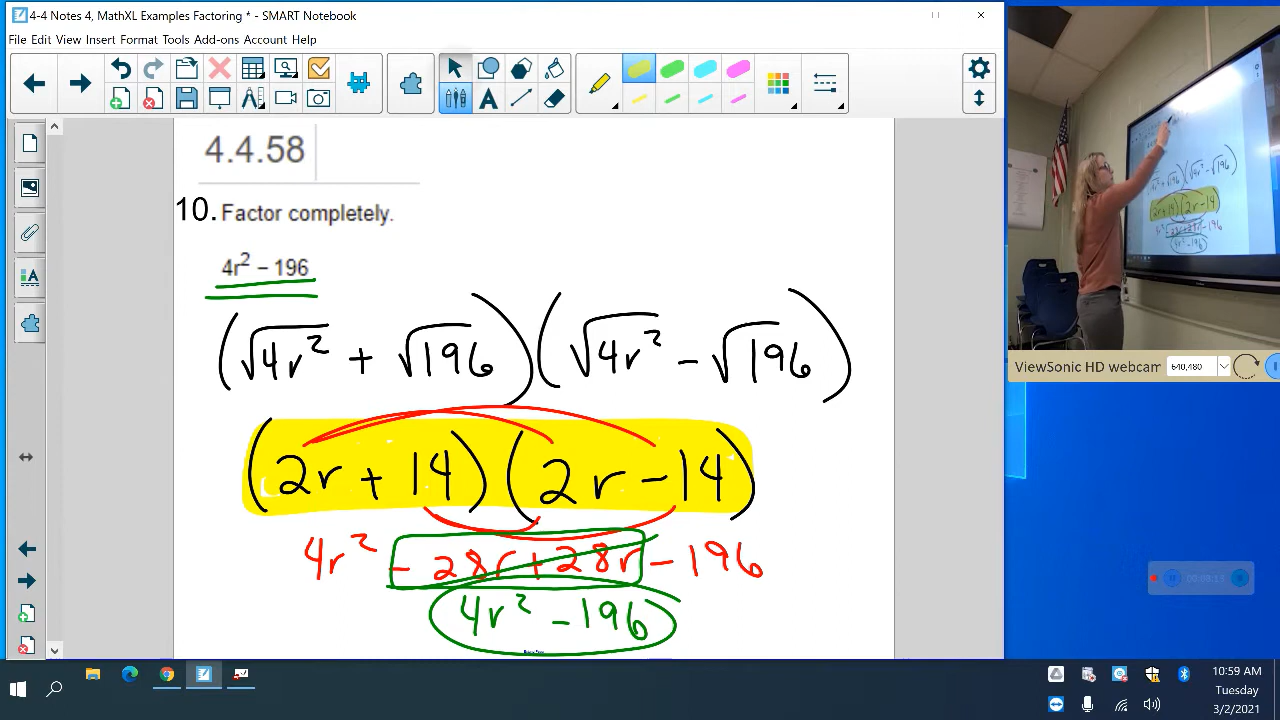 4-4 Notes 4, MathXL Examples Factoring * - SMART Notebook
File Edit View Insert Format Tools Add-ons Account Help
4.4.58
10. Factor completely.
4r² − 196
(√4r² + √196)(√4r² − √196)
(2r + 14)(2r − 14)
4r² − 28r + 28r − 196
4r² − 196
ViewSonic HD webcam
640,480
10:59 AM
Tuesday
3/2/2021